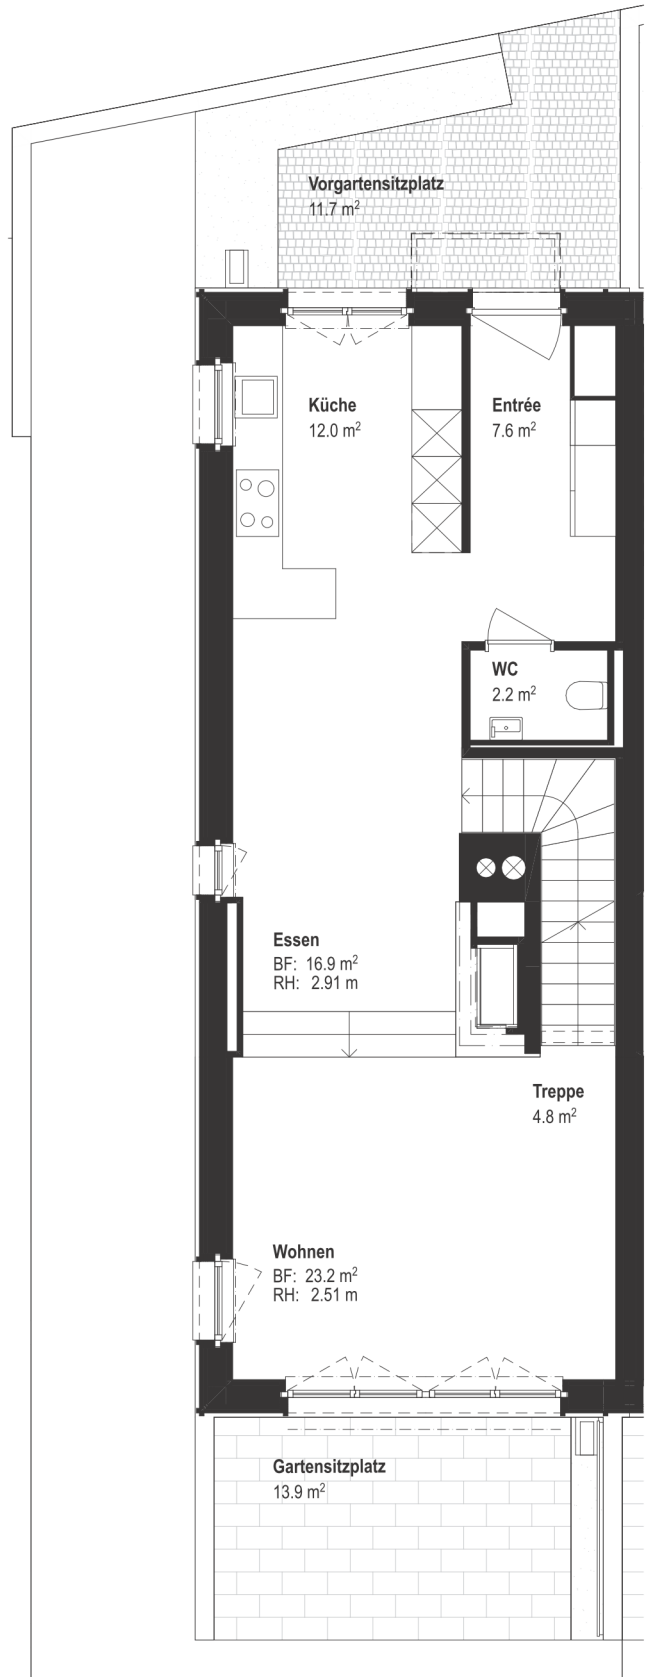 Vorgartensitzplatz
11.7 m²
Küche
12.0 m²
Entrée
7.6 m²
WC
2.2 m²
Essen
BF: 16.9 m²
RH: 2.91 m
Treppe
4.8 m²
Wohnen
BF: 23.2 m²
RH: 2.51 m
Gartensitzplatz
13.9 m²